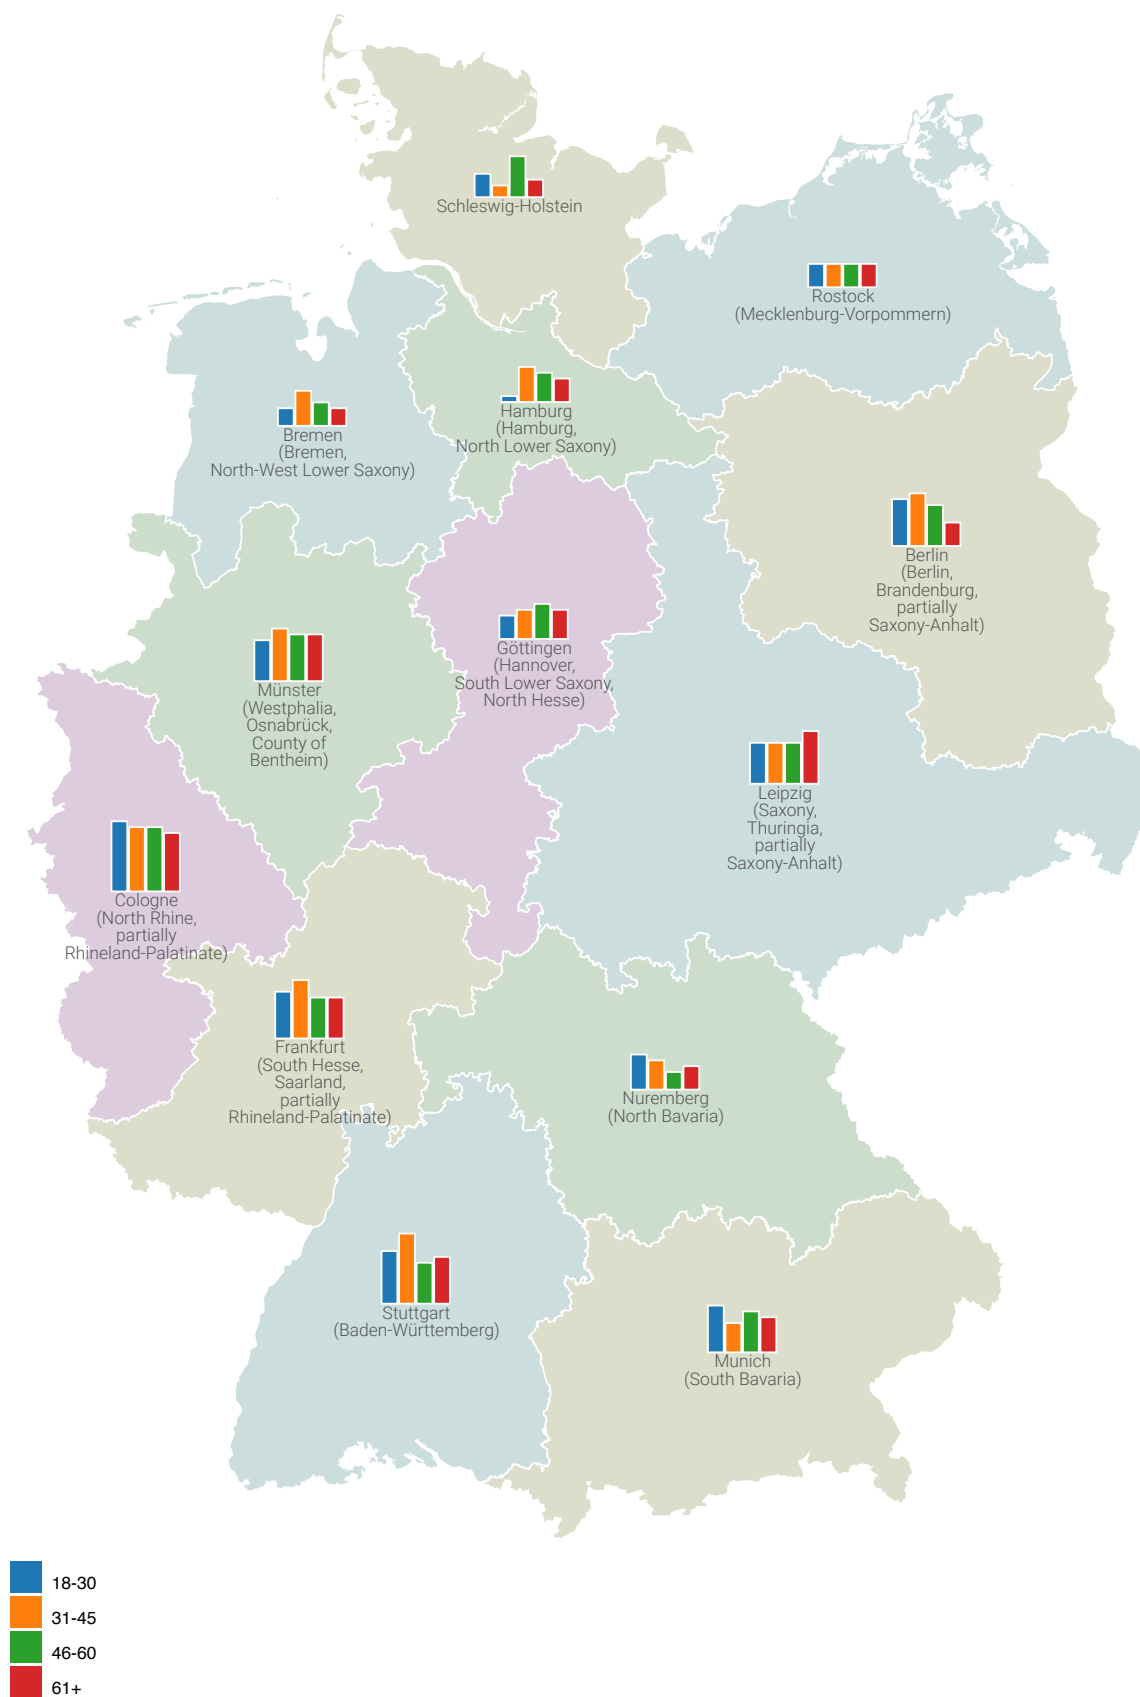 Schleswig-Holstein
Rostock
(Mecklenburg-Vorpommern)
Hamburg
(Hamburg,
North Lower Saxony)
Bremen
(Bremen,
North-West Lower Saxony)
Berlin
(Berlin,
Brandenburg,
partially
Saxony-Anhalt)
Göttingen
(Hannover,
South Lower Saxony,
North Hesse)
Münster
(Westphalia,
Osnabrück,
County of
Bentheim)
Leipzig
(Saxony,
Thuringia,
partially
Saxony-Anhalt)
Cologne
(North Rhine,
partially
Rhineland-Palatinate)
Frankfurt
(South Hesse,
Saarland,
partially
Rhineland-Palatinate)
Nuremberg
(North Bavaria)
Stuttgart
(Baden-Württemberg)
Munich
(South Bavaria)
18-30
31-45
46-60
61+